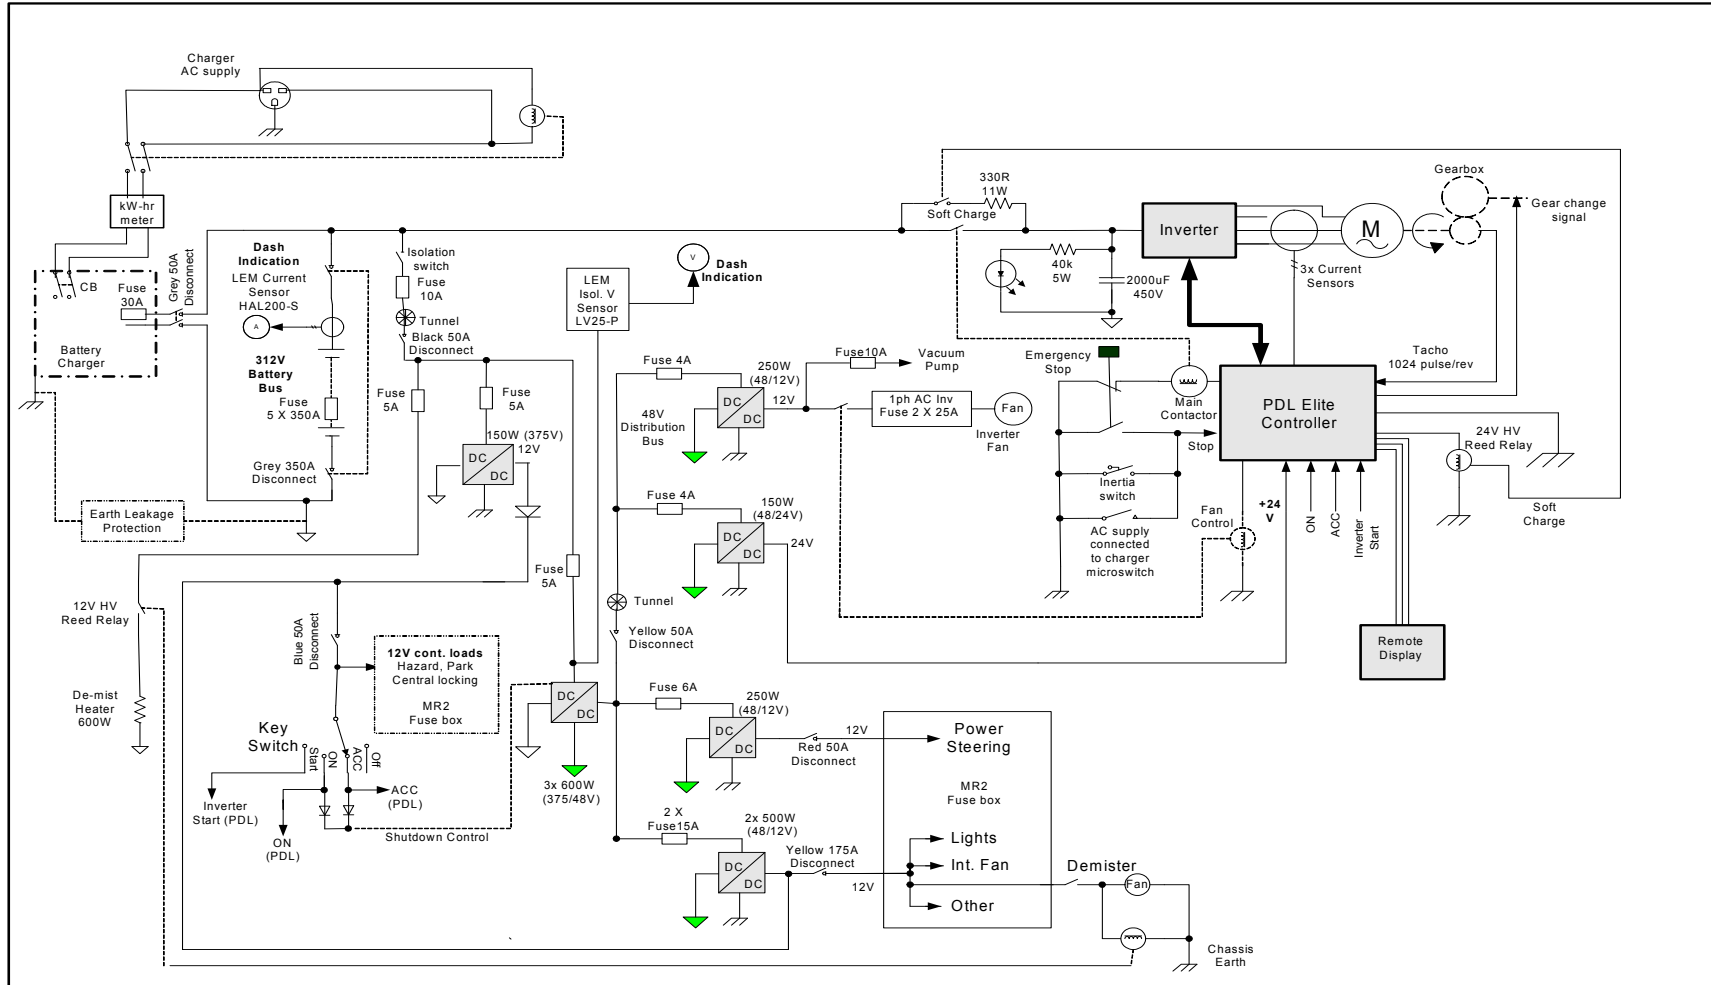 Charger
AC supply
kW-hr
meter
Dash
Indication
LEM Current
Sensor
HAL200-S
A
Grey 50A
Disconnect
CB
Fuse
30A
Battery
Charger
312V
Battery
Bus
Fuse
5 X 350A
Grey 350A
Disconnect
Earth Leakage
Protection
Isolation
switch
Fuse
10A
Tunnel
Black 50A
Disconnect
Fuse
5A
Fuse
5A
150W (375V)
12V
DC
DC
Fuse
5A
LEM
Isol. V
Sensor
LV25-P
V
Dash
Indication
Soft Charge
330R
11W
40k
5W
2000uF
450V
Inverter
3x Current
Sensors
M
Gearbox
Gear change
signal
Tacho
1024 pulse/rev
Fuse 4A
250W
(48/12V)
DC
DC
12V
48V
Distribution
Bus
Fuse10A
Vacuum
Pump
1ph AC Inv
Fuse 2 X 25A
Fan
Inverter
Fan
Emergency
Stop
Main
Contactor
Stop
Inertia
switch
AC supply
connected
to charger
microswitch
PDL Elite
Controller
24V HV
Reed Relay
Soft
Charge
Fan
Control
+24
V
ON
ACC
Inverter
Start
Remote
Display
Fuse 4A
150W
(48/24V)
DC
DC
24V
Tunnel
Yellow 50A
Disconnect
12V HV
Reed Relay
De-mist
Heater
600W
Blue 50A
Disconnect
12V cont. loads
Hazard, Park
Central locking
MR2
Fuse box
Key
Switch
Start
ON
ACC
Off
Inverter
Start (PDL)
ON
(PDL)
ACC
(PDL)
Shutdown Control
DC
DC
3x 600W
(375/48V)
Fuse 6A
250W
(48/12V)
DC
DC
Red 50A
Disconnect
12V
Power
Steering
MR2
Fuse box
2 X
Fuse15A
2x 500W
(48/12V)
DC
DC
Yellow 175A
Disconnect
12V
Lights
Int. Fan
Other
Demister
Fan
Chassis
Earth